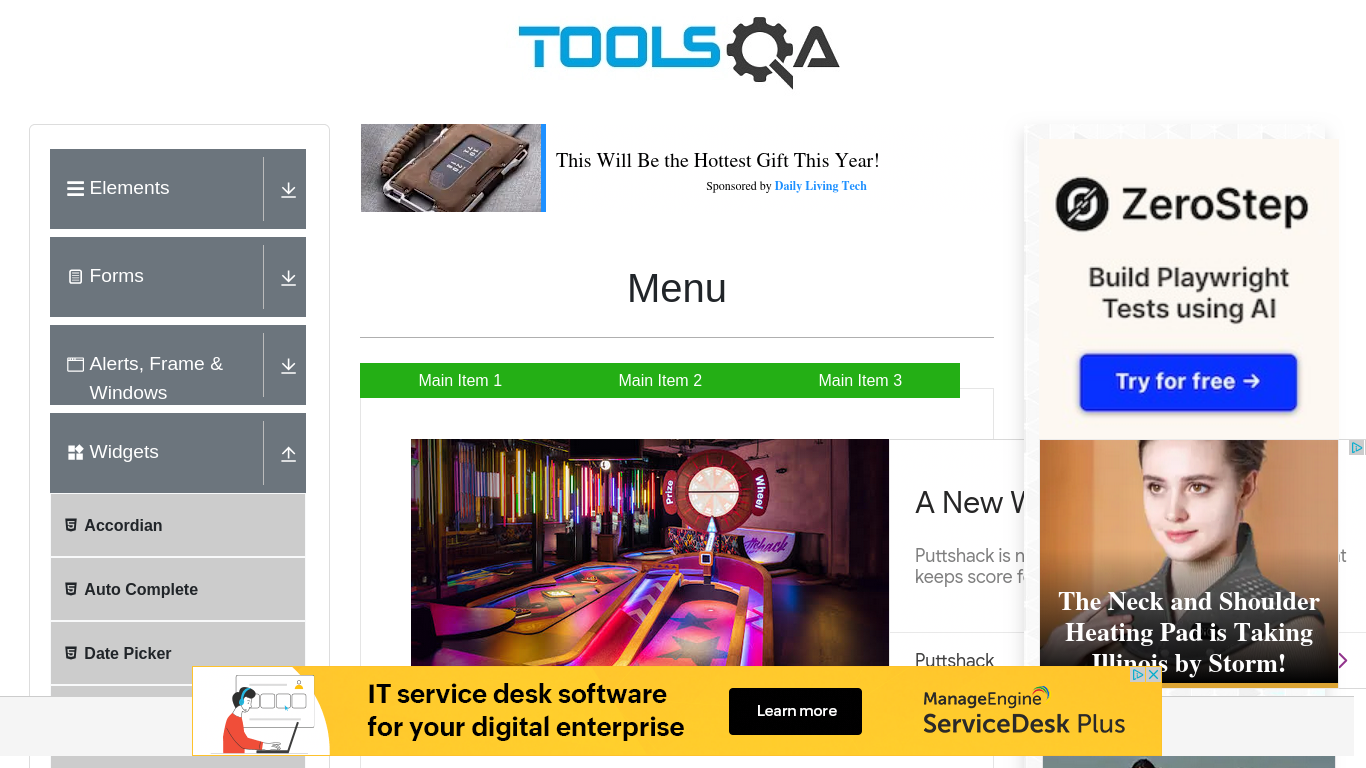 TOOLSQA
Elements
Forms
Alerts, Frame &
Windows
Widgets
Accordian
Auto Complete
Date Picker
This Will Be the Hottest Gift This Year!
Sponsored by Daily Living Tech
Menu
Main Item 1
Main Item 2
Main Item 3
Prize
Wheel
Puttshack
A New W
Puttshack is n
t
keeps score fo
Puttshack
ZeroStep
Build Playwright
Tests using AI
Try for free →
The Neck and Shoulder
Heating Pad is Taking
Illinois by Storm!
IT service desk software
for your digital enterprise
Learn more
ManageEngine
ServiceDesk Plus